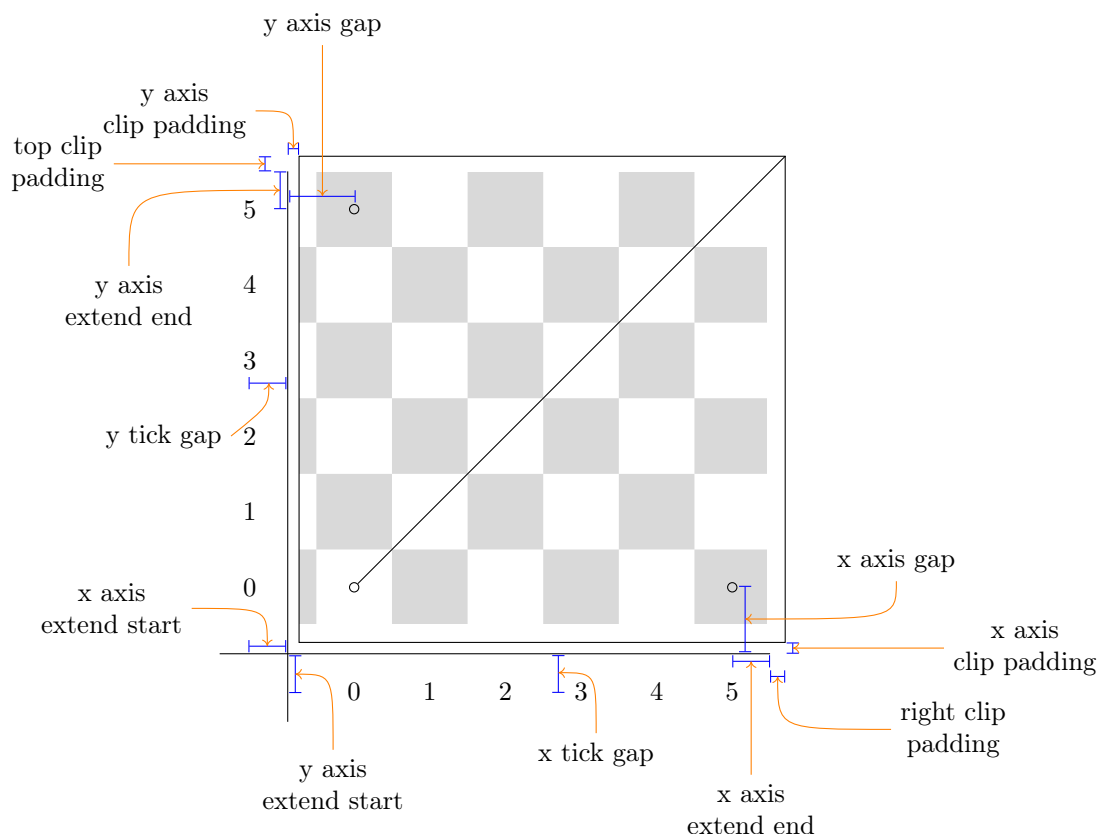 y axis gap
y axis
clip padding
top clip
padding
5
y axis
extend end
4
3
y tick gap
2
1
0
x axis gap
x axis
extend start
x axis
clip padding
0 1 2 3 4 5
right clip
padding
x tick gap
y axis
extend start
x axis
extend end